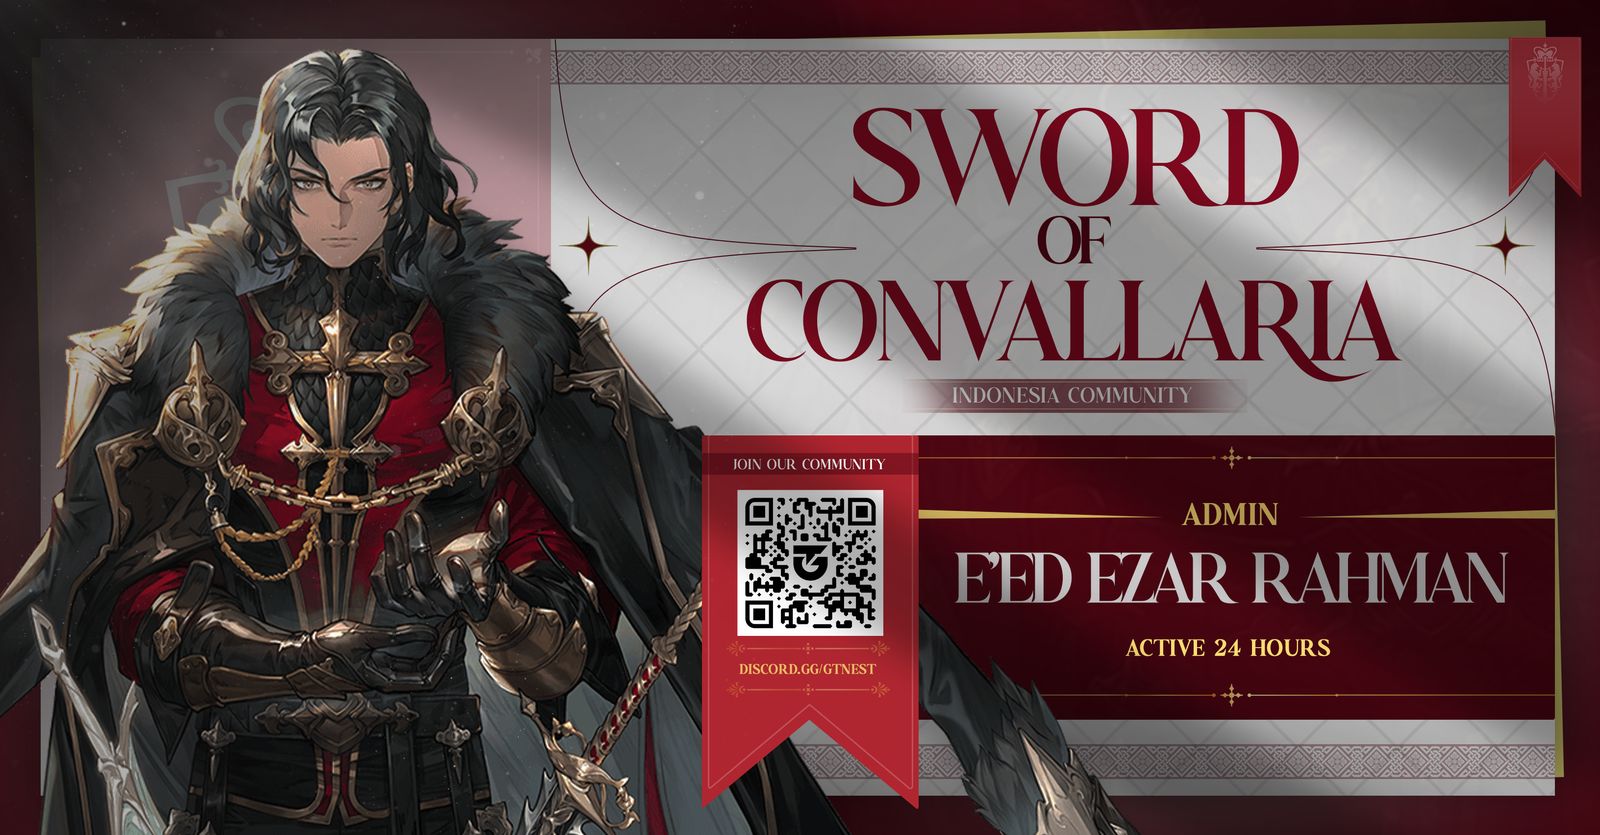 SWORD
OF
CONVALLARIA
INDONESIA COMMUNITY
JOIN OUR COMMUNITY
DISCORD.GG/GTNEST
ADMIN
E'ED EZAR RAHMAN
ACTIVE 24 HOURS